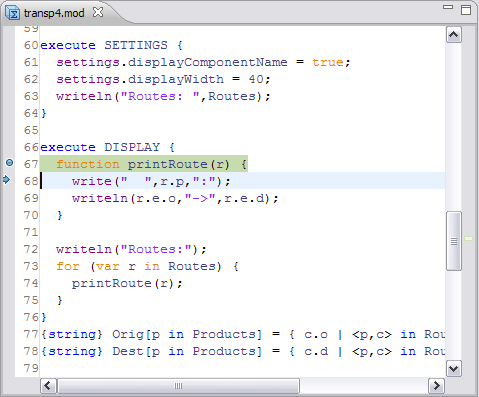 transp4.mod
59
60 execute SETTINGS {
61   settings.displayComponentName = true;
62   settings.displayWidth = 40;
63   writeln("Routes: ",Routes);
64 }
65
66 execute DISPLAY {
67   function printRoute(r) {
68     write("  ",r.p,":");
69     writeln(r.e.o,"->",r.e.d);
70   }
71
72   writeln("Routes:");
73   for (var r in Routes) {
74     printRoute(r);
75   }
76 }
77 {string} Orig[p in Products] = { c.o | <p,c> in Rou
78 {string} Dest[p in Products] = { c.d | <p,c> in Rou
79